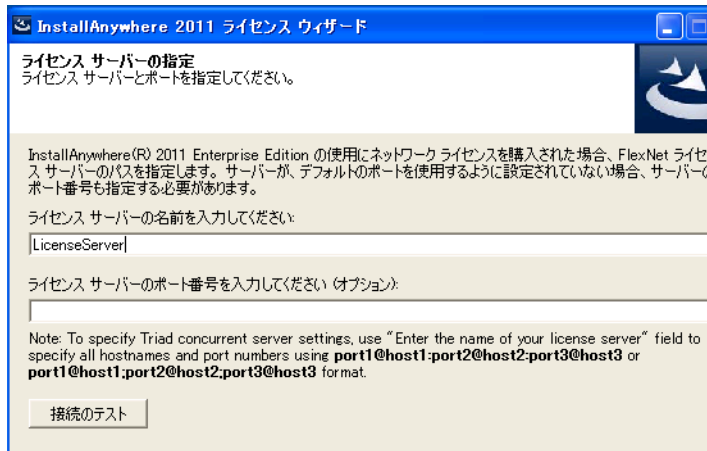 InstallAnywhere 2011 ライセンス ウィザード
ライセンス サーバーの指定
ライセンス サーバーとポートを指定してください。
InstallAnywhere(R) 2011 Enterprise Edition の使用にネットワーク ライセンスを購入された場合、FlexNet ライセ
ス サーバーのパスを指定します。 サーバーが、デフォルトのポートを使用するように設定されていない場合、サーバーの
ポート番号も指定する必要があります。
ライセンス サーバーの名前を入力してください:
LicenseServer
ライセンス サーバーのポート番号を入力してください (オプション):
Note: To specify Triad concurrent server settings, use "Enter the name of your license server" field to
specify all hostnames and port numbers using port1@host1:port2@host2:port3@host3 or
port1@host1;port2@host2;port3@host3 format.
接続のテスト